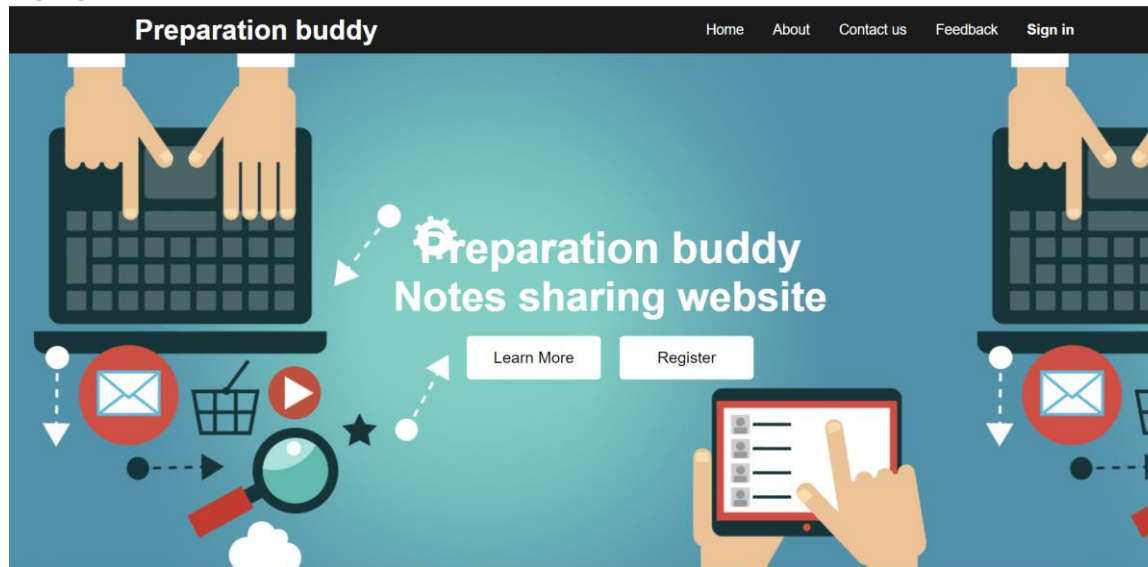 Preparation buddy
Home About Contact us Feedback Sign in
Preparation buddy
Notes sharing website
Learn More Register